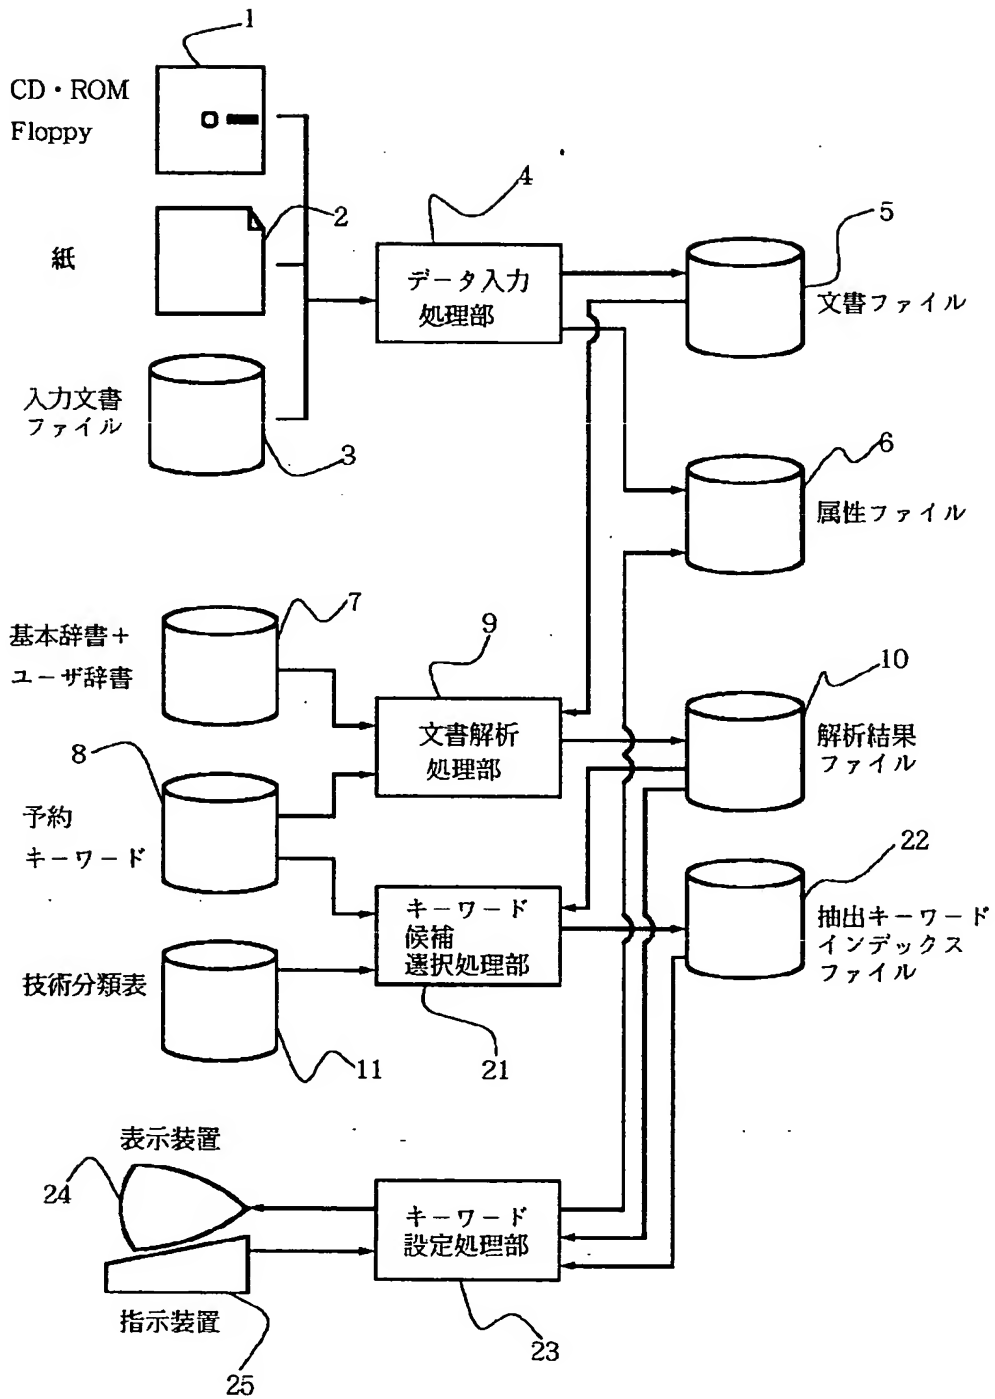 1
CD・ROM
Floppy
2
紙
入力文書
ファイル
3
4
データ入力
処理部
5
文書ファイル
6
属性ファイル
7
基本辞書+
ユーザ辞書
8
予約
キーワード
9
文書解析
処理部
10
解析結果
ファイル
キーワード
候補
選択処理部
21
22
抽出キーワード
インデックス
ファイル
技術分類表
11
表示装置
24
キーワード
設定処理部
23
指示装置
25